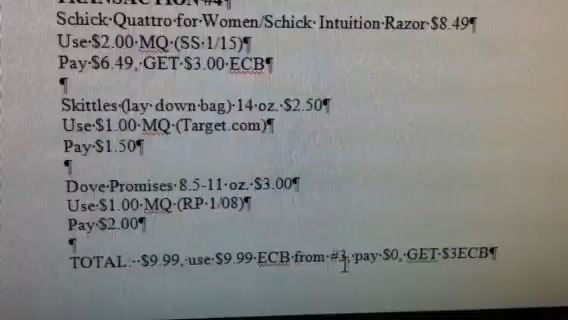 TRANSACTION #4¶
Schick·Quattro·for·Women/Schick·Intuition·Razor·$8.49¶
Use·$2.00·MQ·(SS·1/15)¶
Pay·$6.49,·GET·$3.00·ECB¶
¶
Skittles·(lay·down·bag)·14·oz.·$2.50¶
Use·$1.00·MQ·(Target.com)¶
Pay·$1.50¶
¶
Dove·Promises·8.5-11·oz.·$3.00¶
Use·$1.00·MQ·(RP·1/08)¶
Pay·$2.00¶
¶
TOTAL:··$9.99,·use·$9.99·ECB·from·#3,·pay·$0,·GET·$3ECB¶